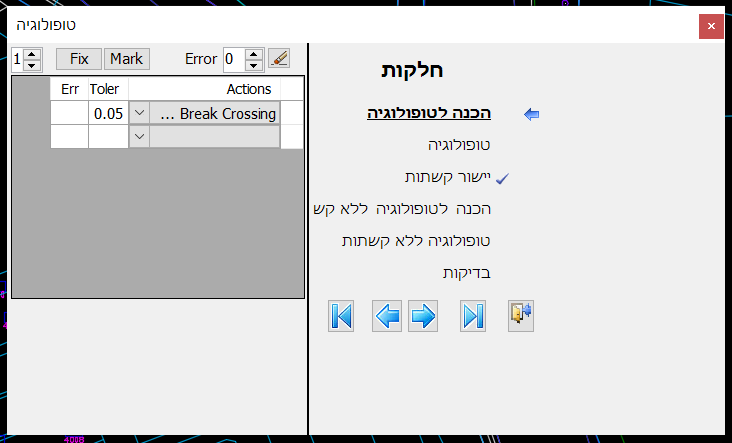 טופולוגיה
1 Fix Mark Error 0
Err Toler Actions
0.05 ... Break Crossing
חלקות
הכנה לטופולוגיה
טופולוגיה
יישור קשתות
הכנה לטופולוגיה ללא קש
טופולוגיה ללא קשתות
בדיקות
4008